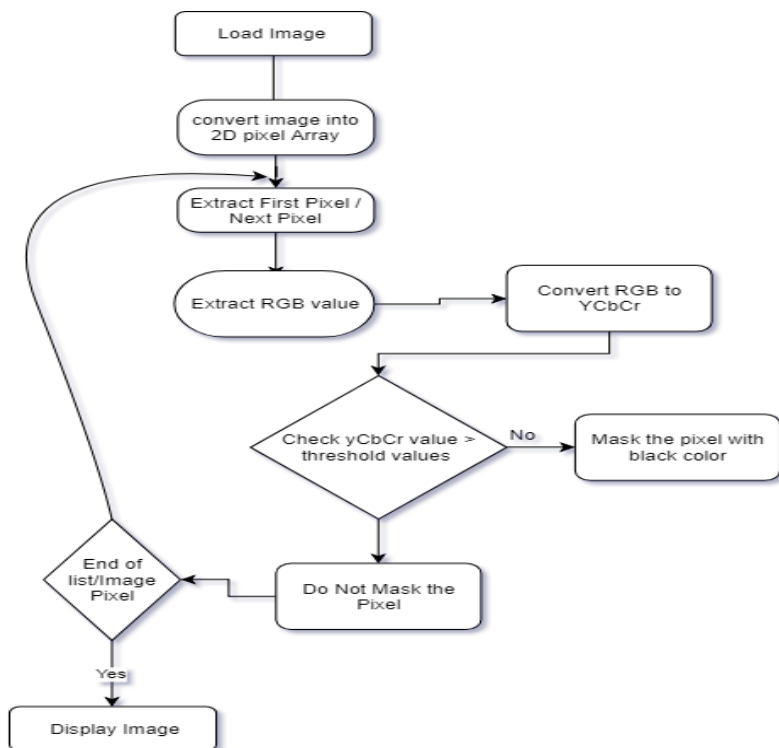 Load Image
convert image into
2D pixel Array
Extract First Pixel /
Next Pixel
Extract RGB value
Convert RGB to
YCbCr
Check yCbCr value >
threshold values
No
Mask the pixel with
black color
Do Not Mask the
Pixel
End of
list/Image
Pixel
Yes
Display Image